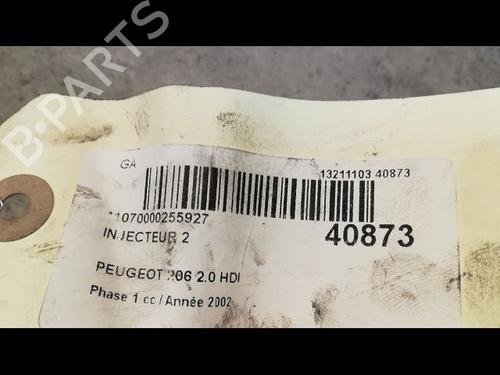 B-PARTS
GA
13211103 40873
1070000255927
40873
INJECTEUR 2
PEUGEOT 206 2.0 HDI
Phase 1 cc / Année 2002